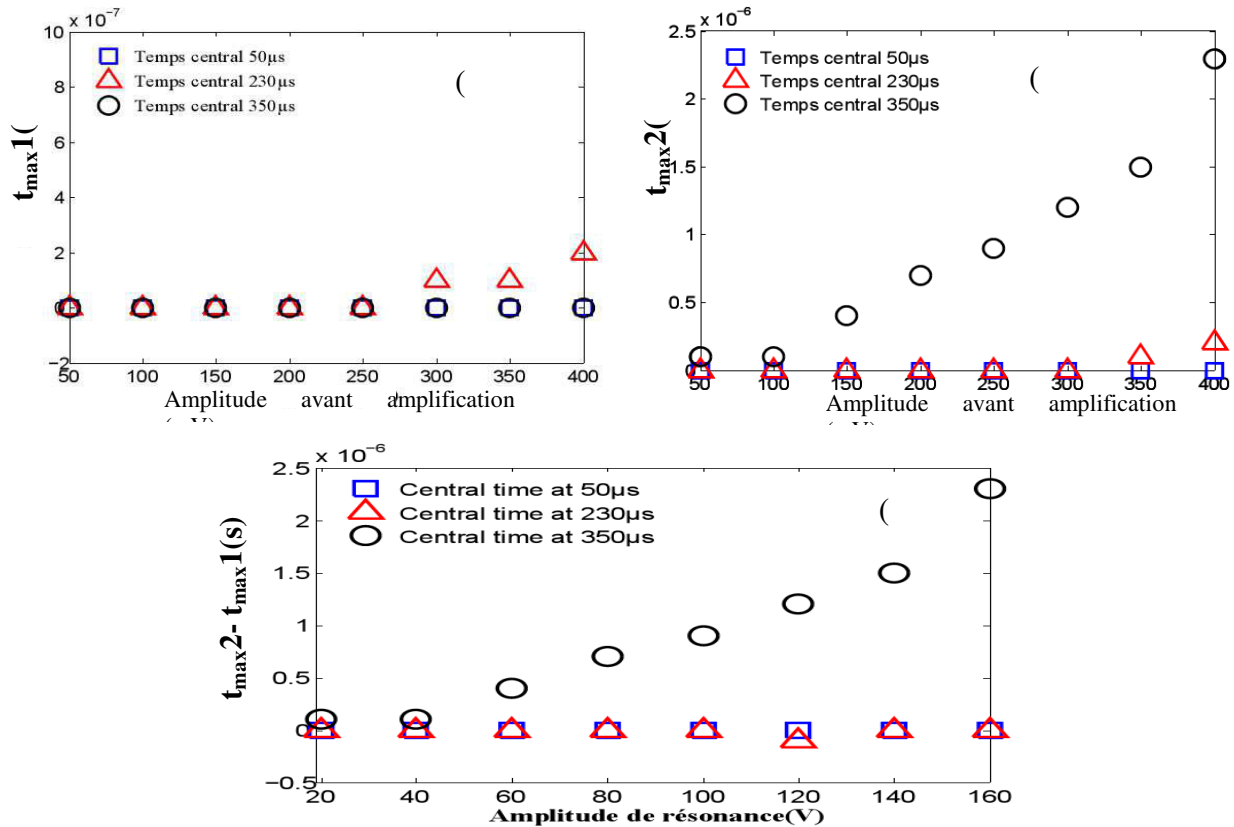 x 10⁻⁷
10
8
6
4
2
0
−2
50 100 150 200 250 300 350 400
Temps central 50µs
Temps central 230µs
Temps central 350µs
(
tmax1(
Amplitude avant amplification
x 10⁻⁶
2.5
2
1.5
1
0.5
50 100 150 200 250 300 350 400
Temps central 50µs
Temps central 230µs
Temps central 350µs
(
tmax2(
Amplitude avant amplification
x 10⁻⁶
2.5
2
1.5
1
0.5
0
−0.5
20 40 60 80 100 120 140 160
Central time at 50µs
Central time at 230µs
Central time at 350µs
(
tmax2- tmax1(s)
Amplitude de résonance(V)